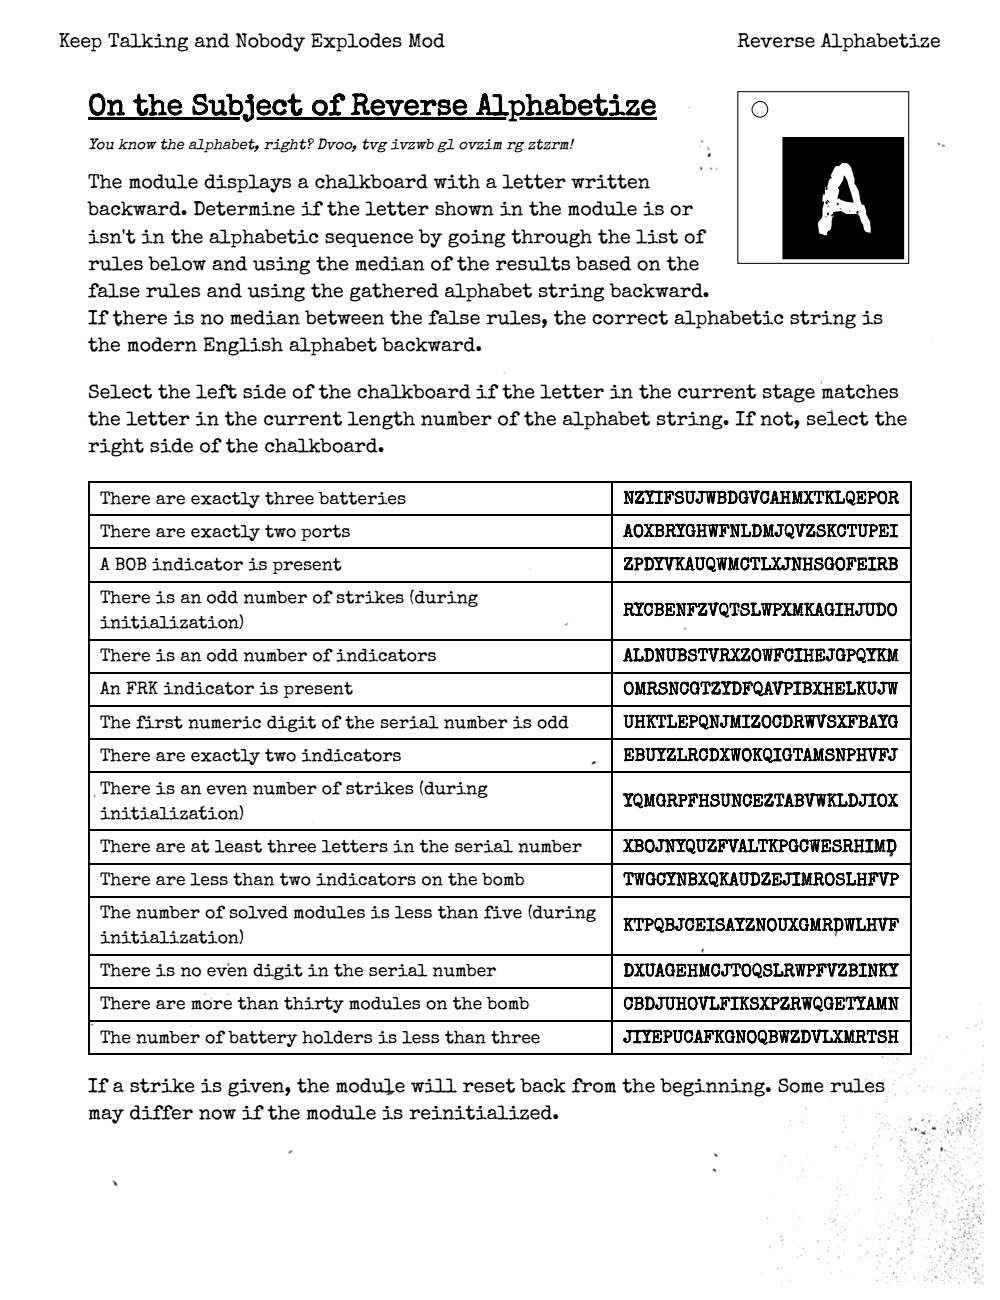 Keep Talking and Nobody Explodes Mod
Reverse Alphabetize
On the Subject of Reverse Alphabetize
You know the alphabet, right? Dvoo, tvg ivzwb gl ovzim rg ztzrm!
The module displays a chalkboard with a letter written
backward. Determine if the letter shown in the module is or
isn't in the alphabetic sequence by going through the list of
rules below and using the median of the results based on the
false rules and using the gathered alphabet string backward.
If there is no median between the false rules, the correct alphabetic string is
the modern English alphabet backward.
A
Select the left side of the chalkboard if the letter in the current stage matches
the letter in the current length number of the alphabet string. If not, select the
right side of the chalkboard.
There are exactly three batteries NZYIFSUJWBDGVCAHMXTKLQEPOR
There are exactly two ports AOXBRYGHWFNLDMJQVZSKCTUPEI
A BOB indicator is present ZPDYVKAUQWMCTLXJNHSGOFEIRB
There is an odd number of strikes (during
initialization) RYCBENFZVQTSLWPXMKAGIHJUDO
There is an odd number of indicators ALDNUBSTVRXZOWFCIHEJGPQYKM
An FRK indicator is present OMRSNCGTZYDFQAVPIBXHELKUJW
The first numeric digit of the serial number is odd UHKTLEPQNJMIZOCDRWVSXFBAYG
There are exactly two indicators EBUYZLRCDXWOKQIGTAMSNPHVFJ
There is an even number of strikes (during
initialization) YQMGRPFHSUNCEZTABVWKLDJIOX
There are at least three letters in the serial number XBOJNYQUZFVALTKPGCWESRHIMD
There are less than two indicators on the bomb TWGCYNBXQKAUDZEJIMROSLHFVP
The number of solved modules is less than five (during
initialization) KTPQBJCEISAYZNOUXGMRDWLHVF
There is no even digit in the serial number DXUAGEHMCJTOQSLRWPFVZBINKY
There are more than thirty modules on the bomb CBDJUHOVLFIKSXPZRWQGETYAMN
The number of battery holders is less than three JIYEPUCAFKGNOQBWZDVLXMRTSH
If a strike is given, the module will reset back from the beginning. Some rules
may differ now if the module is reinitialized.